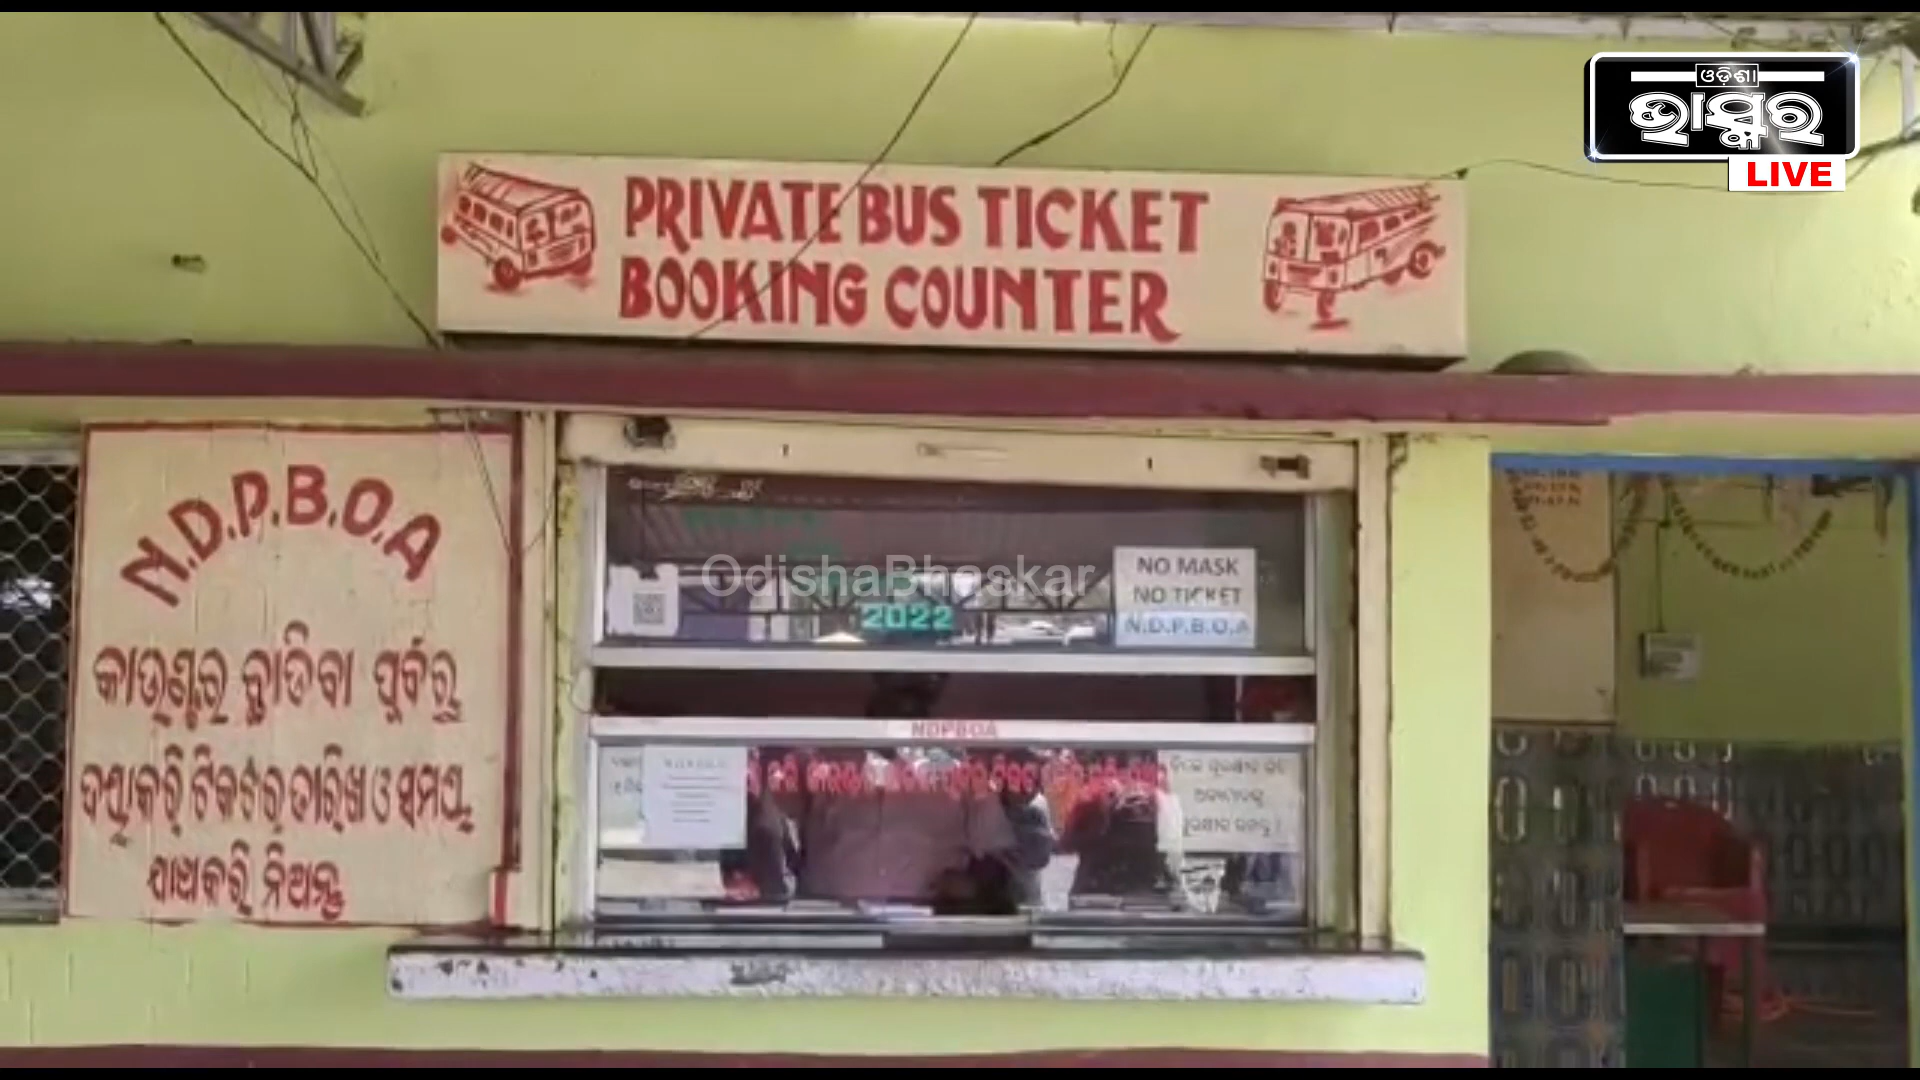 ଓଡ଼ିଶା
ଭାସ୍କର
LIVE
PRIVATE BUS TICKET
BOOKING COUNTER
N.D.P.B.O.A
କାଉଣ୍ଟର ଛାଡିବା ପୁର୍ବରୁ
ଦୟାକରି ଟିକଟର ତାରିଖ ଓ ସମୟ
ଯାଞ୍ଚକରି ନିଅନ୍ତୁ
OdishaBhaskar
2022
NO MASK
NO TICKET
N.D.P.B.O.A
NDPBOA